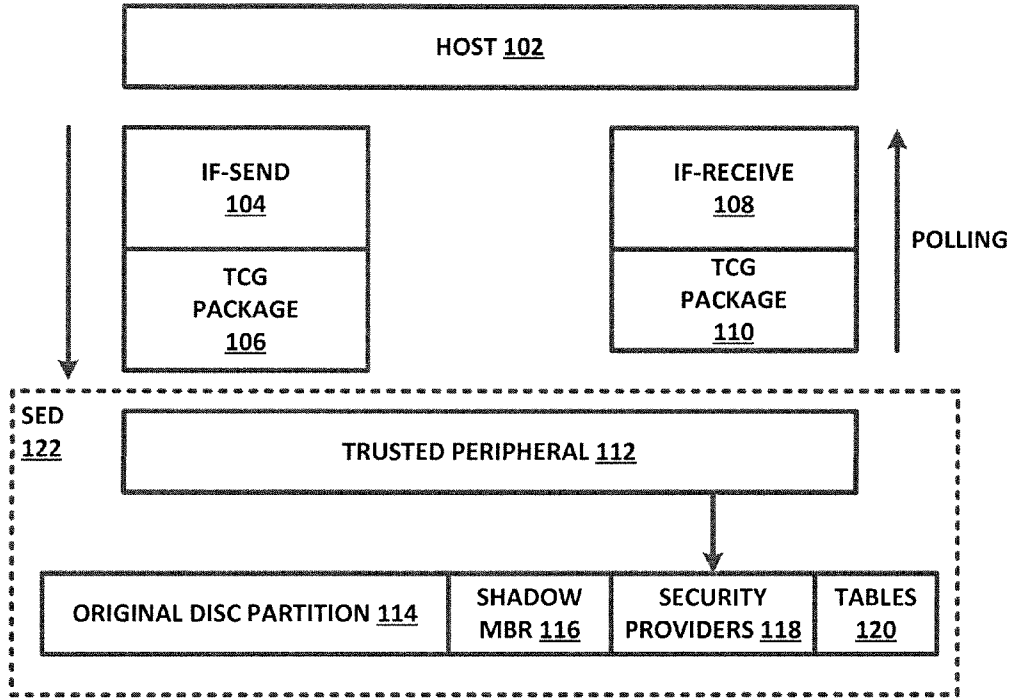 HOST 102
IF-SEND
104
TCG
PACKAGE
106
IF-RECEIVE
108
TCG
PACKAGE
110
POLLING
SED
122
TRUSTED PERIPHERAL 112
ORIGINAL DISC PARTITION 114
SHADOW
MBR 116
SECURITY
PROVIDERS 118
TABLES
120